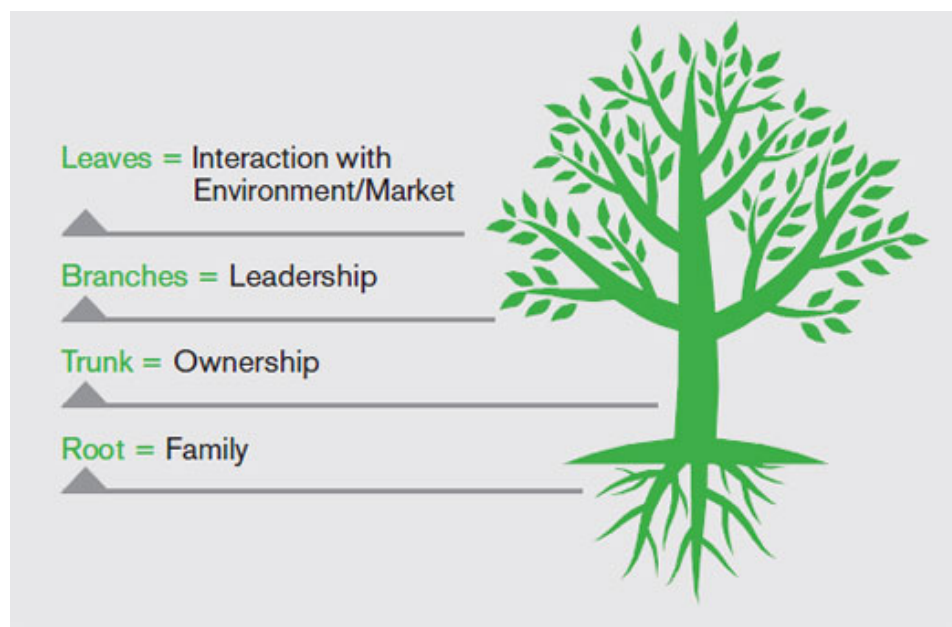 Leaves = Interaction with
Environment/Market
Branches = Leadership
Trunk = Ownership
Root = Family